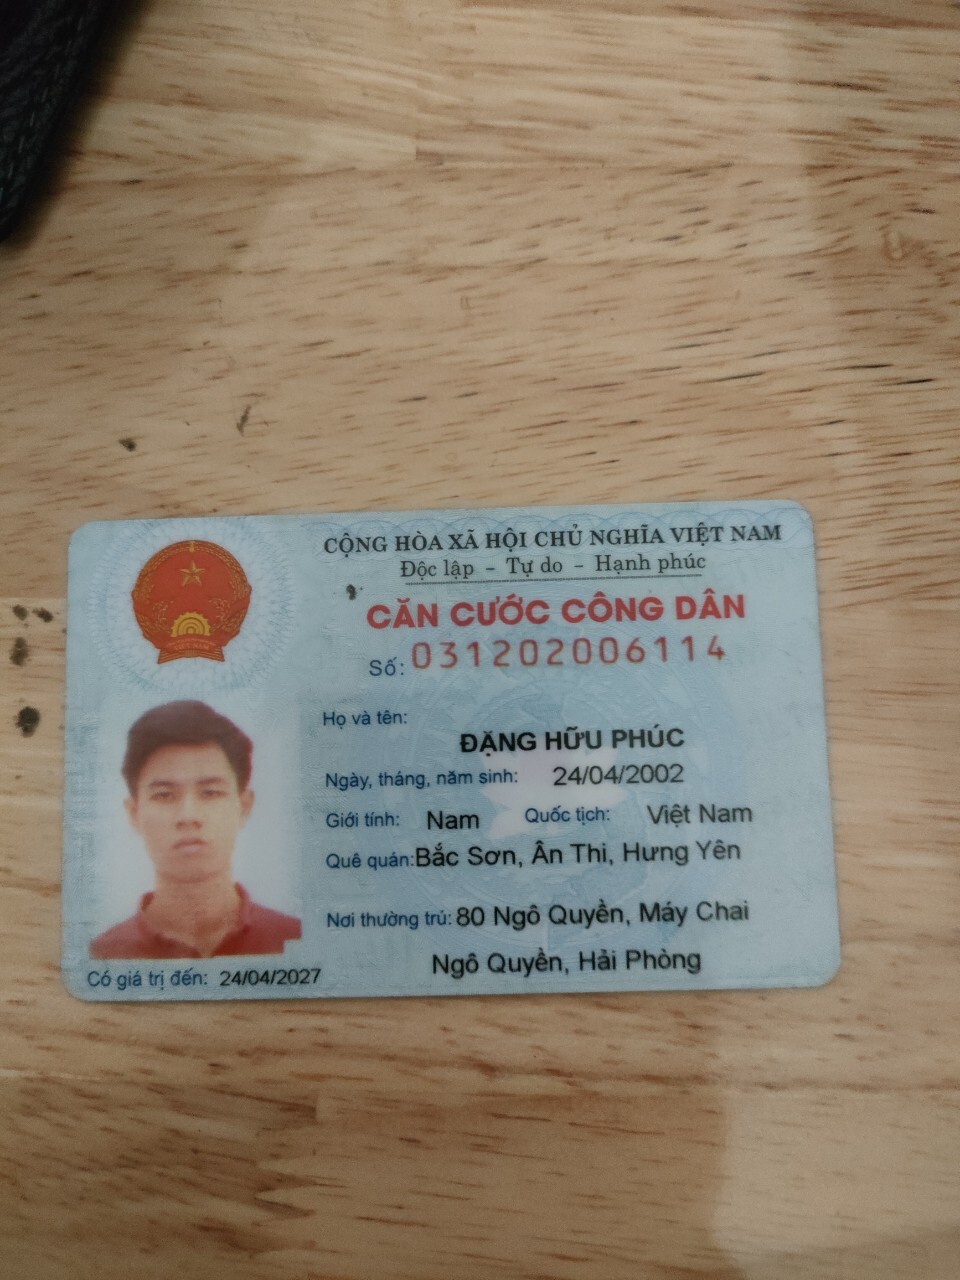 CỘNG HÒA XÃ HỘI CHỦ NGHĨA VIỆT NAM
Độc lập - Tự do - Hạnh phúc
CĂN CƯỚC CÔNG DÂN
Số: 031202006114
Họ và tên:
ĐẶNG HỮU PHÚC
Ngày, tháng, năm sinh: 24/04/2002
Giới tính: Nam Quốc tịch: Việt Nam
Quê quán: Bắc Sơn, Ân Thi, Hưng Yên
Nơi thường trú: 80 Ngô Quyền, Máy Chai
Ngô Quyền, Hải Phòng
Có giá trị đến: 24/04/2027